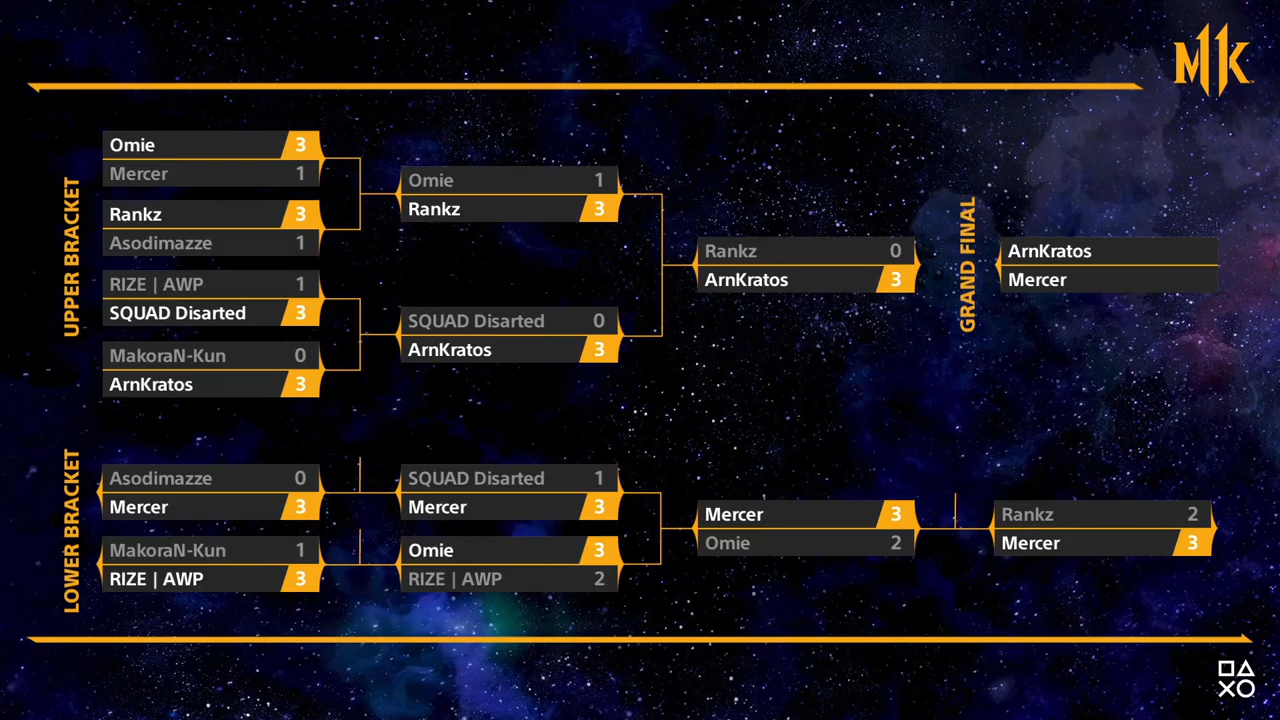 MK
UPPER BRACKET
Omie 3
Mercer 1
Rankz 3
Asodimazze 1
RIZE | AWP 1
SQUAD Disarted 3
MakoraN-Kun 0
ArnKratos 3
Omie 1
Rankz 3
SQUAD Disarted 0
ArnKratos 3
Rankz 0
ArnKratos 3
GRAND FINAL
ArnKratos
Mercer
LOWER BRACKET
Asodimazze 0
Mercer 3
MakoraN-Kun 1
RIZE | AWP 3
SQUAD Disarted 1
Mercer 3
Omie 3
RIZE | AWP 2
Mercer 3
Omie 2
Rankz 2
Mercer 3